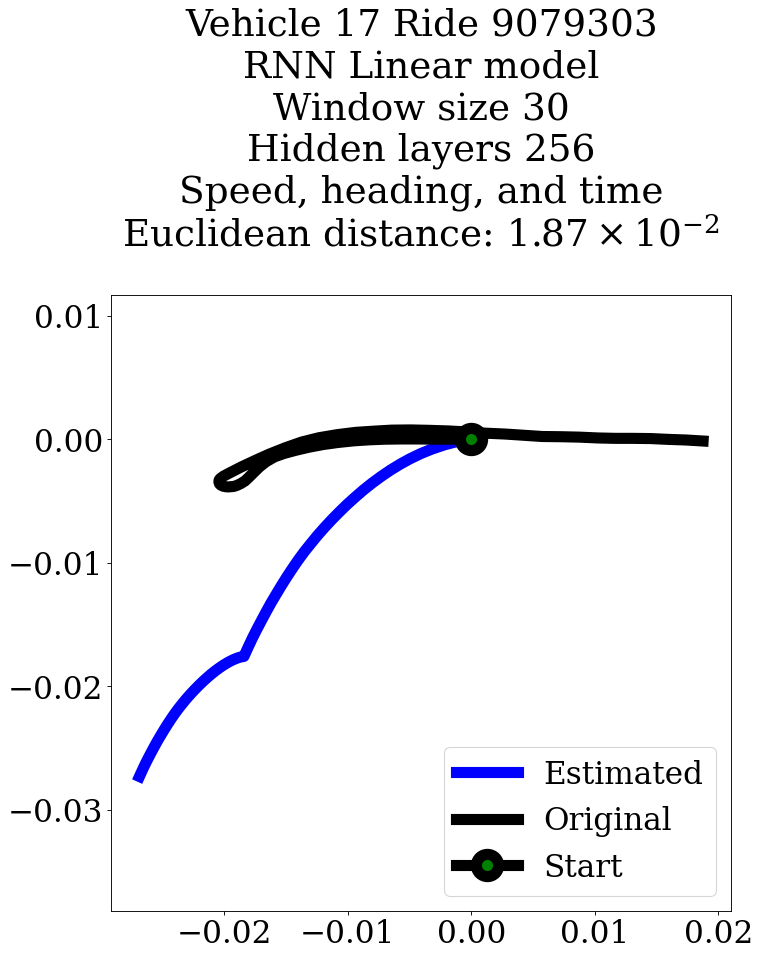 Vehicle 17 Ride 9079303
RNN Linear model
Window size 30
Hidden layers 256
Speed, heading, and time
Euclidean distance: 1.87 × 10⁻²
0.01
0.00
−0.01
−0.02
−0.03
Estimated
Original
Start
−0.02 −0.01 0.00 0.01 0.02